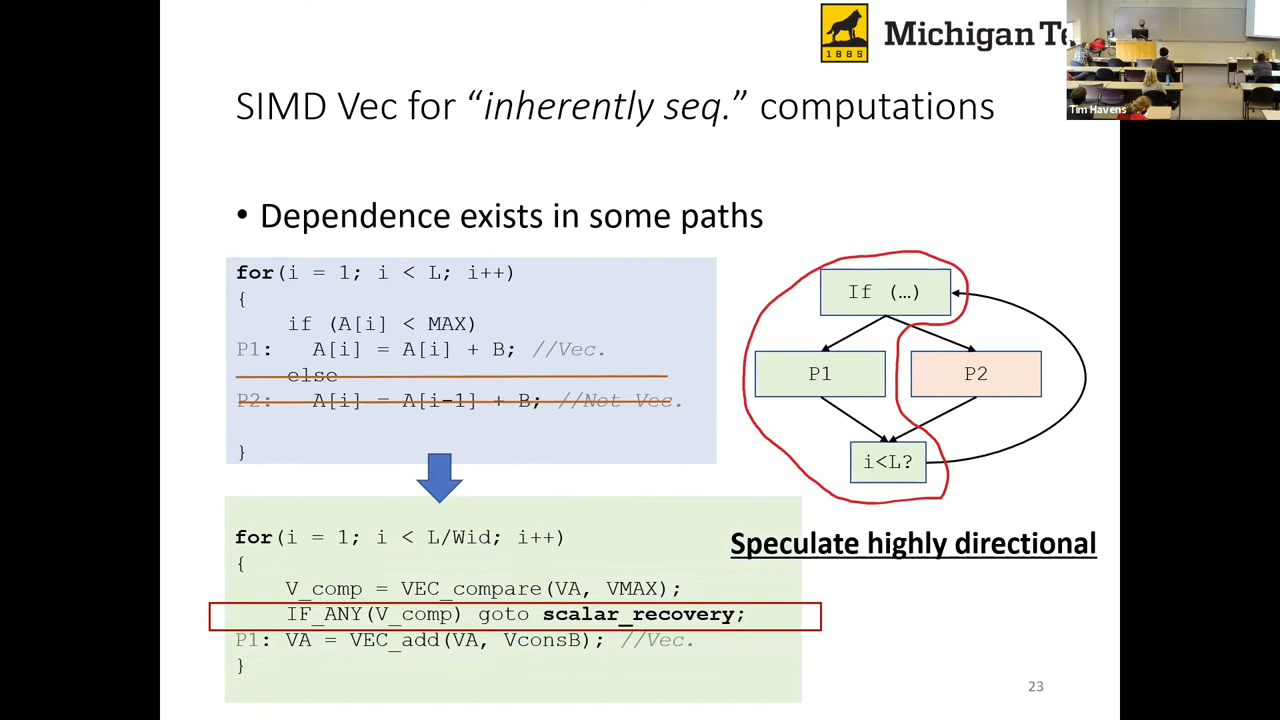 1885
Michigan Te
Tim Havens
SIMD Vec for “inherently seq.” computations
• Dependence exists in some paths
for(i = 1; i < L; i++)
{
if (A[i] < MAX)
P1: A[i] = A[i] + B; //Vec.
else
P2: A[i] = A[i-1] + B; //Not Vec.
}
If (…)
P1
P2
i<L?
Speculate highly directional
for(i = 1; i < L/Wid; i++)
{
V_comp = VEC_compare(VA, VMAX);
IF_ANY(V_comp) goto scalar_recovery;
P1: VA = VEC_add(VA, VconsB); //Vec.
}
23